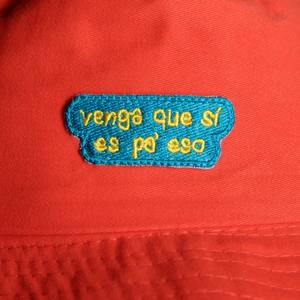 venga que sí
es pa' eso